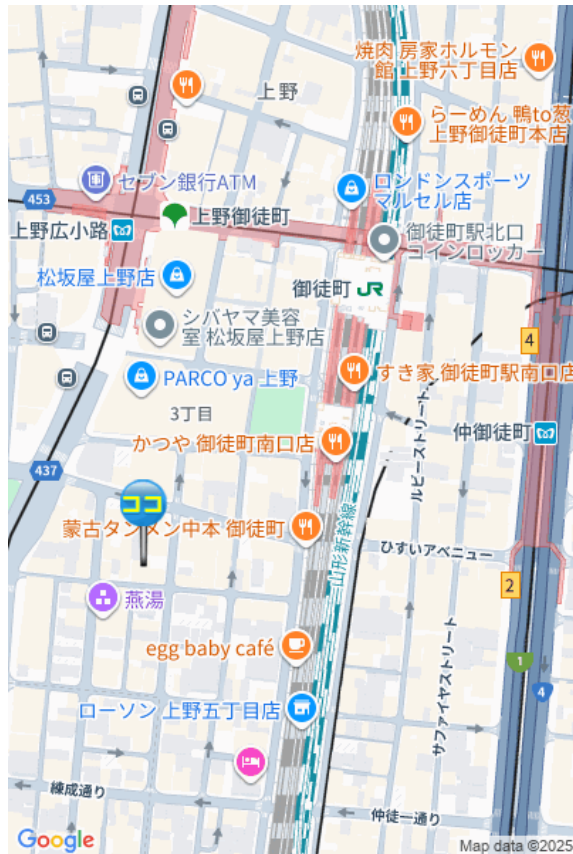 焼肉 房家ホルモン
館 上野六丁目店
上野
らーめん 鴨to葱
上野御徒町本店
セブン銀行ATM
ロンドンスポーツ
マルセル店
453
上野御徒町
上野広小路
御徒町駅北口
コインロッカー
松坂屋上野店
御徒町 JR
シバヤマ美容
室 松坂屋上野店
4
すき家 御徒町駅南口店
PARCO ya 上野
3丁目
ルビーストリート
仲御徒町
かつや 御徒町南口店
437
ココ
蒙古タンメン中本 御徒町
山形新幹線
ひすいアベニュー
2
燕湯
egg baby café
サファイヤストリート
1
4
ローソン 上野五丁目店
練成通り
仲徒一通り
Google
Map data ©2025